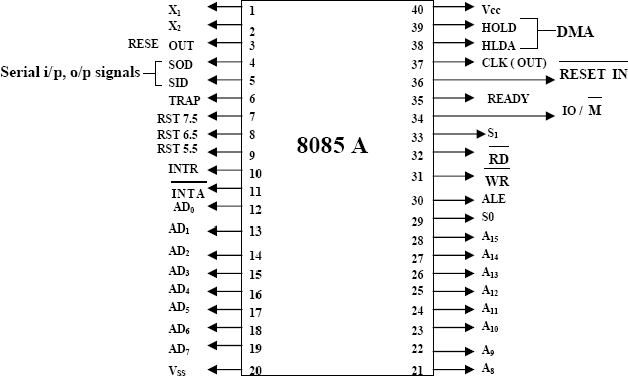 X1 1 40 Vcc
X2 2 39 HOLD
RESE OUT 3 38 HLDA
DMA
SOD 4 37 CLK ( OUT)
Serial i/p, o/p signals
SID 5 36 RESET IN
TRAP 6 35 READY
RST 7.5 7 34 IO / M
RST 6.5 8 33 S1
RST 5.5 9 32 RD
8085 A
INTR 10 31 WR
INTA 11 30 ALE
AD0 12 29 S0
AD1 13 28 A15
AD2 14 27 A14
AD3 15 26 A13
AD4 16 25 A12
AD5 17 24 A11
AD6 18 23 A10
AD7 19 22 A9
VSS 20 21 A8